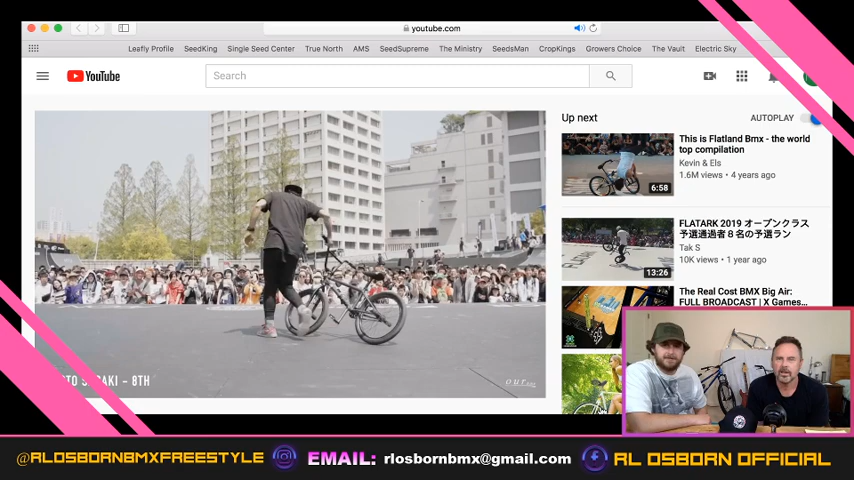 youtube.com
Leafly Profile SeedKing Single Seed Center True North AMS SeedSupreme The Ministry SeedsMan CropKings Growers Choice The Vault Electric Sky
YouTube
Search
Up next
AUTOPLAY
This is Flatland Bmx - the world
top compilation
Kevin & Els
1.6M views • 4 years ago
6:58
FLATARK 2019 オープンクラス
予選通過者 8 名の予選ラン
Tak S
10K views • 1 year ago
13:26
The Real Cost BMX Big Air:
FULL BROADCAST | X Games...
- 8TH
@RLOSBORNBMXFREESTYLE
EMAIL: rlosbornbmx@gmail.com
RL OSBORN OFFICIAL